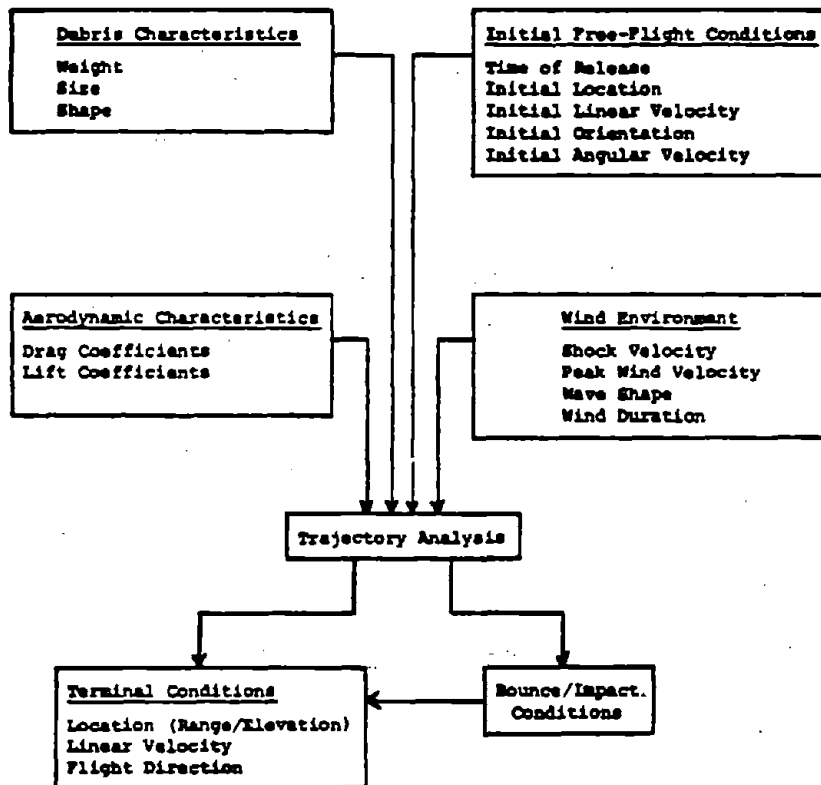 Debris Characteristics
Weight
Size
Shape
Initial Free-Flight Conditions
Time of Release
Initial Location
Initial Linear Velocity
Initial Orientation
Initial Angular Velocity
Aerodynamic Characteristics
Drag Coefficients
Lift Coefficients
Wind Environment
Shock Velocity
Peak Wind Velocity
Wave Shape
Wind Duration
Trajectory Analysis
Terminal Conditions
Location (Range/Elevation)
Linear Velocity
Flight Direction
Bounce/Impact.
Conditions